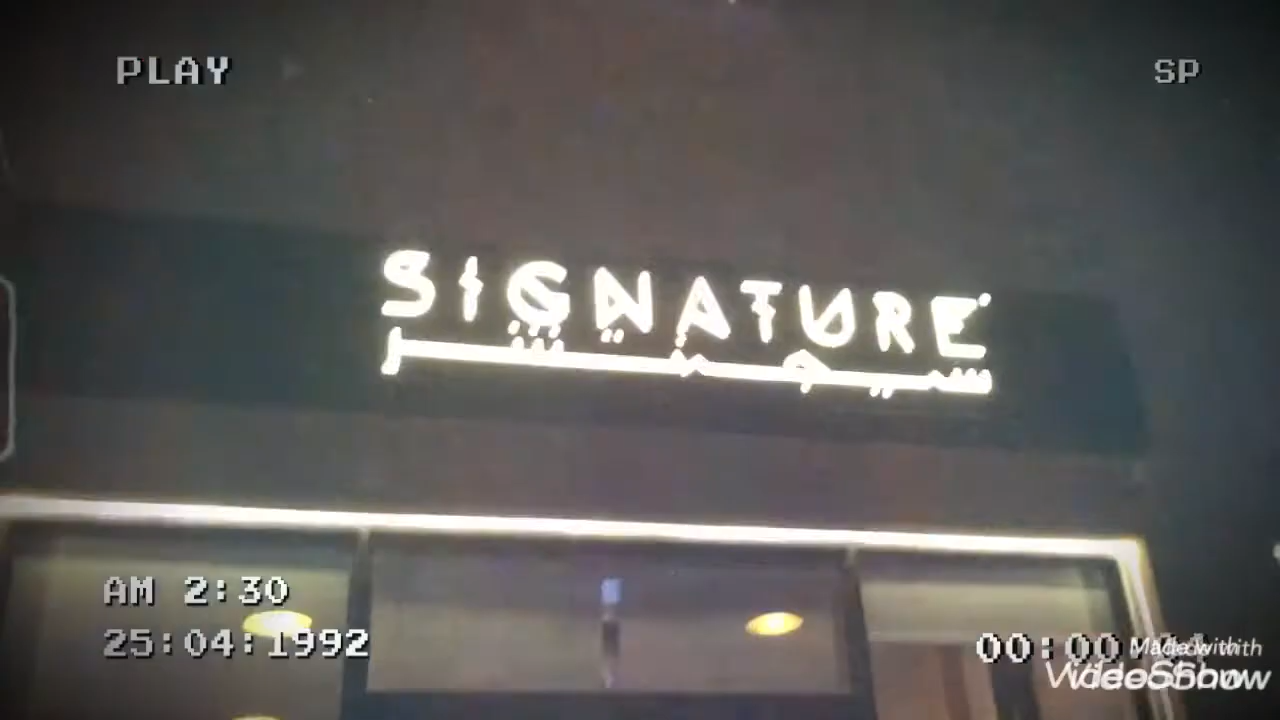 PLAY
SP
SIGNATURE
سيجنتشر
AM 2:30
25:04:1992
00:00
Made with
VideoShow